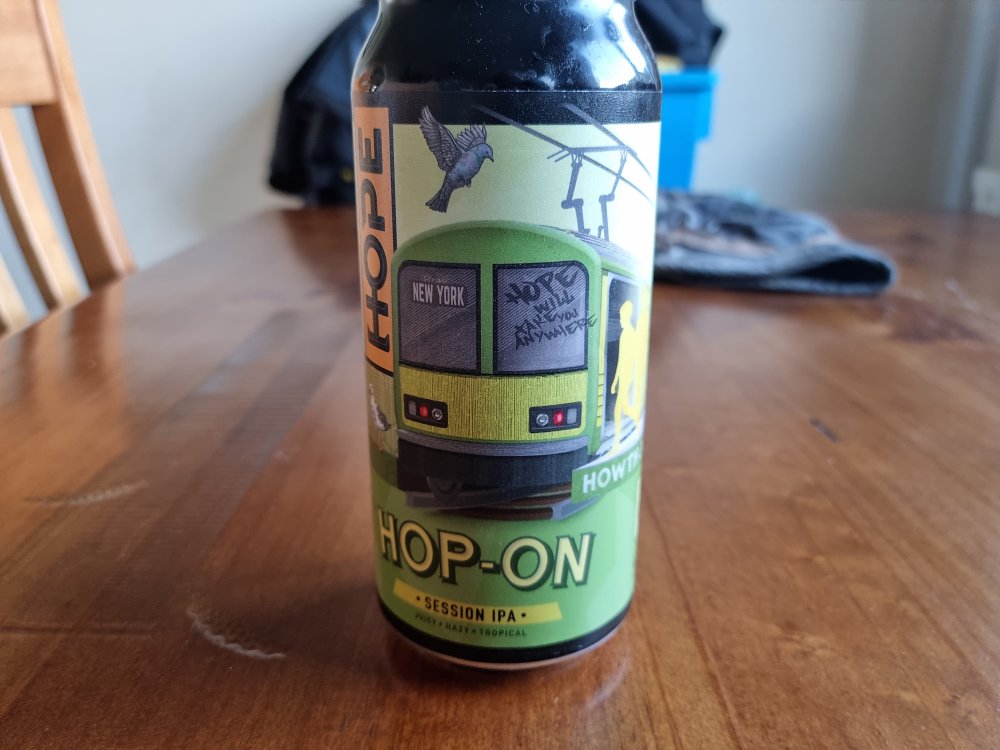 HOPE
NEW YORK
HOPE
WILL
TAKE YOU
ANYWHERE
HOWTH
HOP-ON
• SESSION IPA •
JUICY • HAZY • TROPICAL